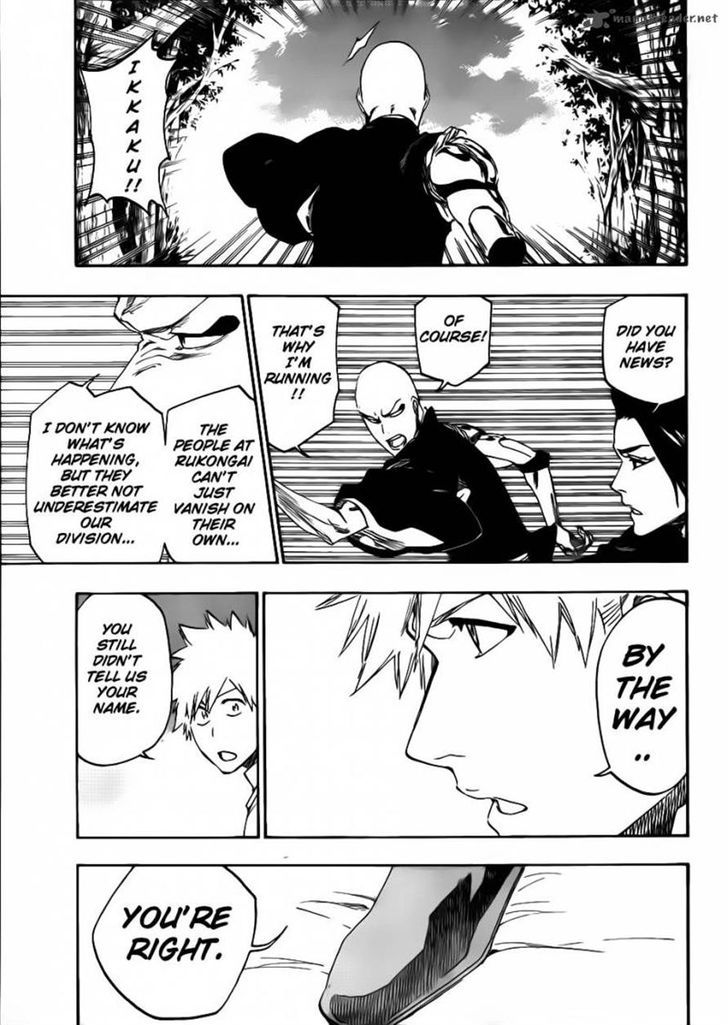 IKKAKU!!
DID YOU
HAVE
NEWS?
OF
COURSE!
THAT'S
WHY
I'M
RUNNING
!!
THE
PEOPLE AT
RUKONGAI
CAN'T
JUST
VANISH ON
THEIR
OWN...
I DON'T KNOW
WHAT'S
HAPPENING,
BUT THEY
BETTER NOT
UNDERESTIMATE
OUR
DIVISION...
BY
THE
WAY
..
YOU
STILL
DIDN'T
TELL US
YOUR
NAME.
YOU'RE
RIGHT.